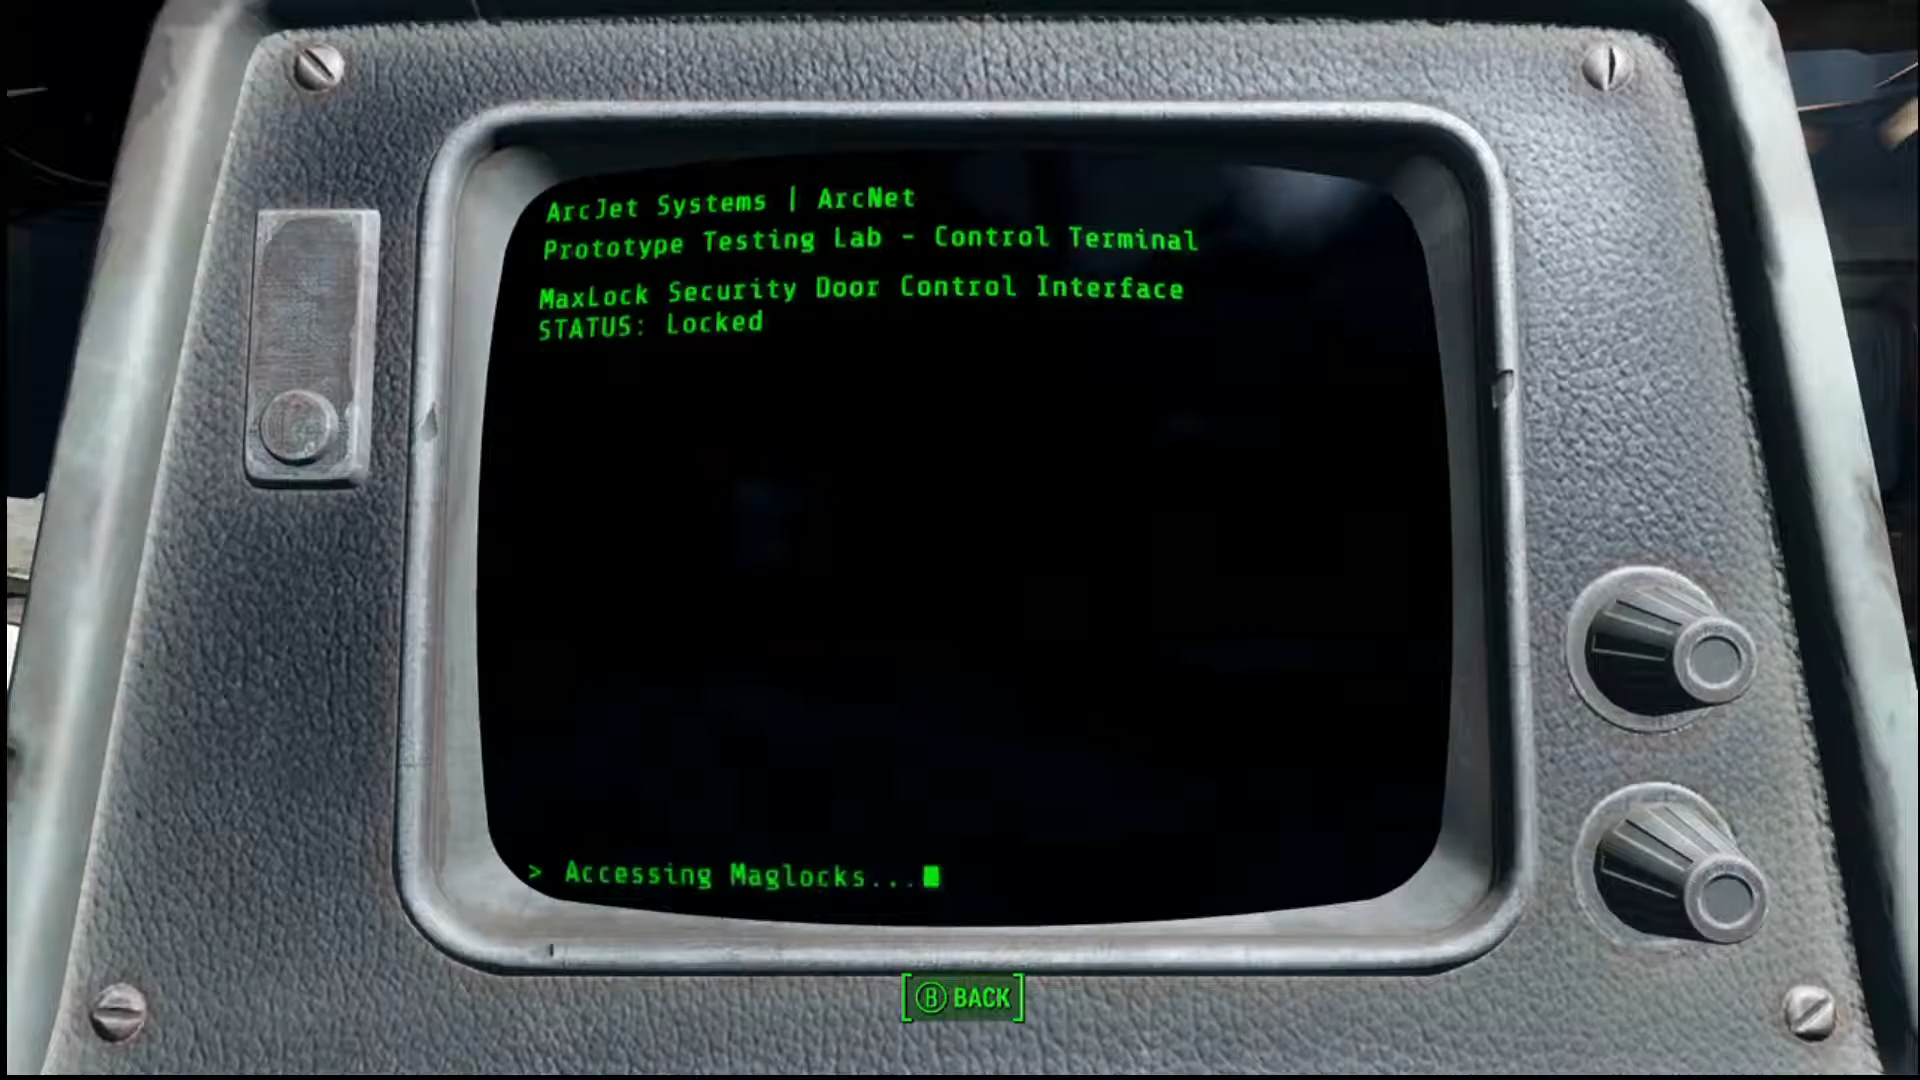 ArcJet Systems | ArcNet
Prototype Testing Lab - Control Terminal
MaxLock Security Door Control Interface
STATUS: Locked
> Accessing Maglocks...
B BACK